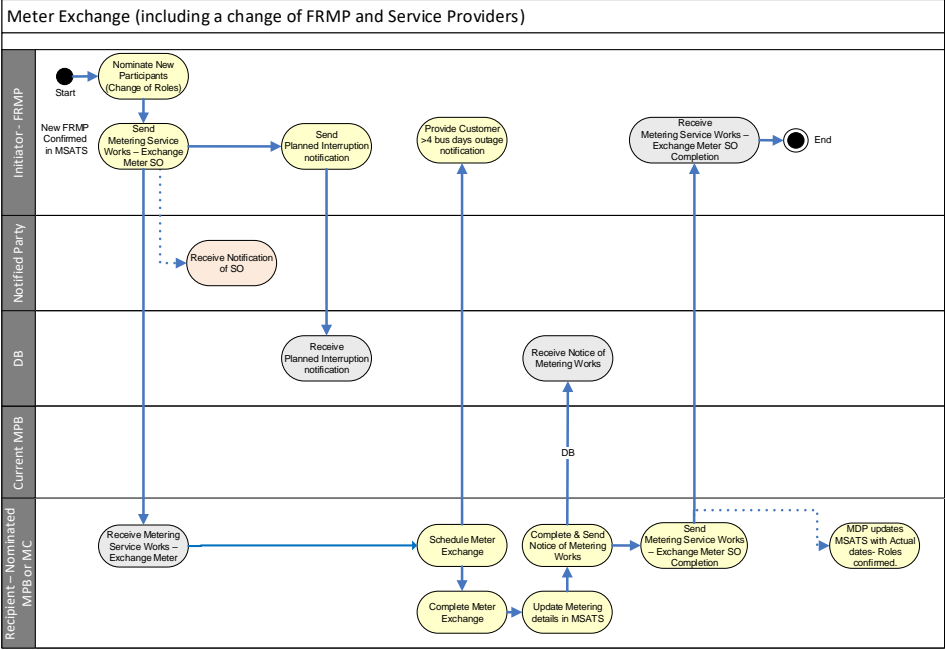 Meter Exchange (including a change of FRMP and Service Providers)
Initiator - FRMP
Start
Nominate New
Participants
(Change of Roles)
New FRMP
Confirmed
in MSATS
Send
Metering Service
Works – Exchange
Meter SO
Send
Planned Interruption
notification
Provide Customer
>4 bus days outage
notification
Receive
Metering Service Works –
Exchange Meter SO
Completion
End
Notified Party
Receive Notification
of SO
DB
Receive
Planned Interruption
notification
Receive Notice of
Metering Works
Current MPB
DB
Recipient – Nominated
MPB or MC
Receive Metering
Service Works –
Exchange Meter
Schedule Meter
Exchange
Complete & Send
Notice of Metering
Works
Send
Metering Service Works
– Exchange Meter SO
Completion
MDP updates
MSATS with Actual
dates- Roles
confirmed.
Complete Meter
Exchange
Update Metering
details in MSATS